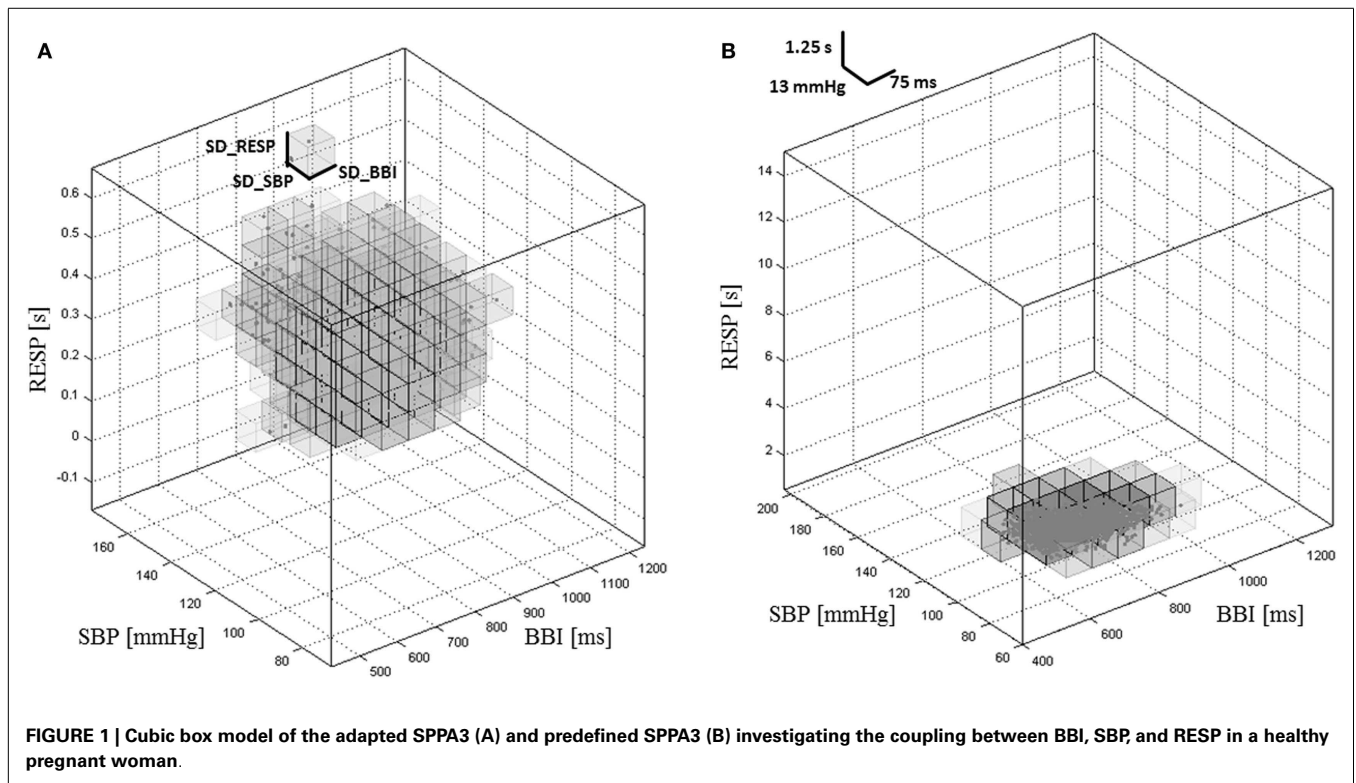 A
SD_RESP
SD_SBP
SD_BBI
0.6
0.5
0.4
0.3
0.2
0.1
0
-0.1
RESP [s]
160
140
120
100
80
SBP [mmHg]
500
600
700
800
900
1000
1100
1200
BBI [ms]
B
1.25 s
13 mmHg
75 ms
14
12
10
8
6
4
2
RESP [s]
200
180
160
140
120
100
80
60
SBP [mmHg]
400
600
800
1000
1200
BBI [ms]
FIGURE 1 | Cubic box model of the adapted SPPA3 (A) and predefined SPPA3 (B) investigating the coupling between BBI, SBP, and RESP in a healthy
pregnant woman.